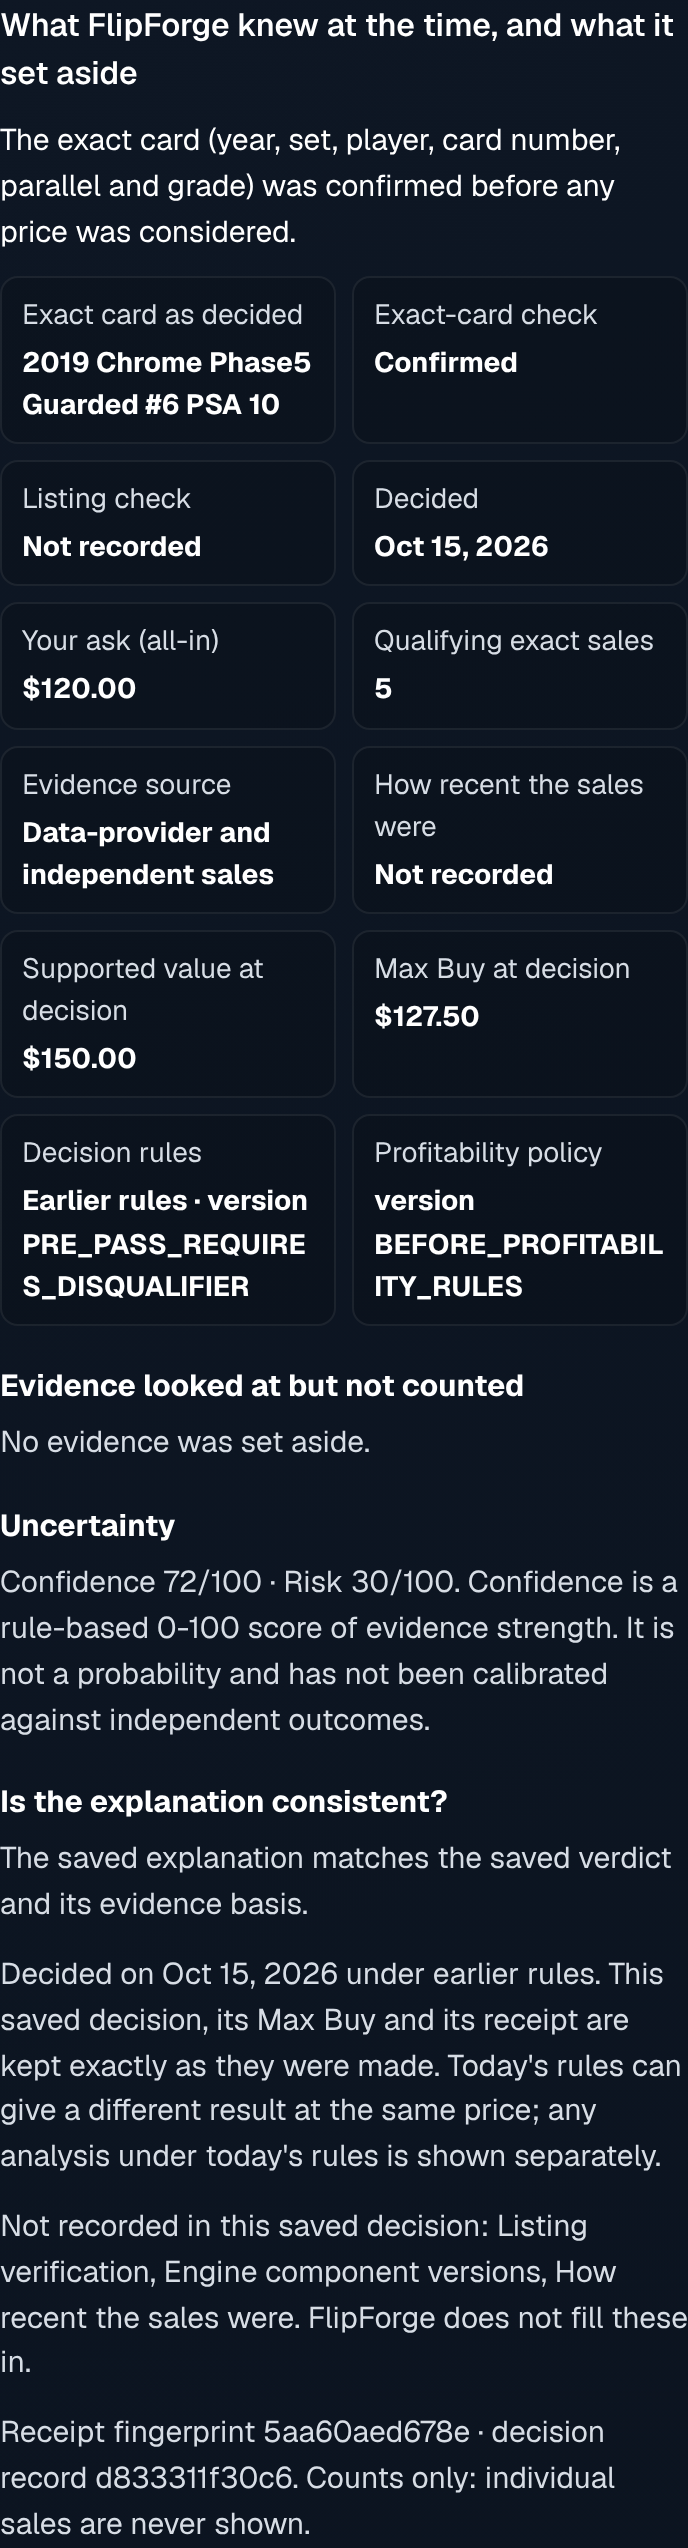 What FlipForge knew at the time, and what it
set aside
The exact card (year, set, player, card number,
parallel and grade) was confirmed before any
price was considered.
Exact card as decided
2019 Chrome Phase5
Guarded #6 PSA 10
Exact-card check
Confirmed
Listing check
Not recorded
Decided
Oct 15, 2026
Your ask (all-in)
$120.00
Qualifying exact sales
5
Evidence source
Data-provider and
independent sales
How recent the sales
were
Not recorded
Supported value at
decision
$150.00
Max Buy at decision
$127.50
Decision rules
Earlier rules · version
PRE_PASS_REQUIRE
S_DISQUALIFIER
Profitability policy
version
BEFORE_PROFITABIL
ITY_RULES
Evidence looked at but not counted
No evidence was set aside.
Uncertainty
Confidence 72/100 · Risk 30/100. Confidence is a
rule-based 0-100 score of evidence strength. It is
not a probability and has not been calibrated
against independent outcomes.
Is the explanation consistent?
The saved explanation matches the saved verdict
and its evidence basis.
Decided on Oct 15, 2026 under earlier rules. This
saved decision, its Max Buy and its receipt are
kept exactly as they were made. Today's rules can
give a different result at the same price; any
analysis under today's rules is shown separately.
Not recorded in this saved decision: Listing
verification, Engine component versions, How
recent the sales were. FlipForge does not fill these
in.
Receipt fingerprint 5aa60aed678e · decision
record d833311f30c6. Counts only: individual
sales are never shown.